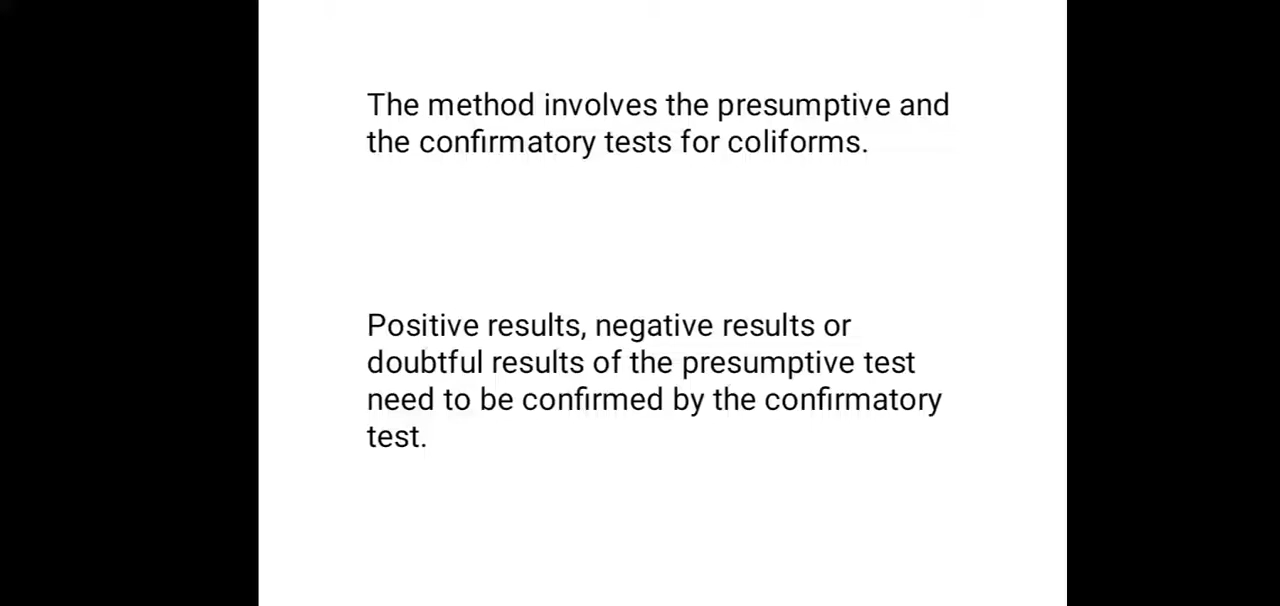 The method involves the presumptive and
the confirmatory tests for coliforms.
Positive results, negative results or
doubtful results of the presumptive test
need to be confirmed by the confirmatory
test.